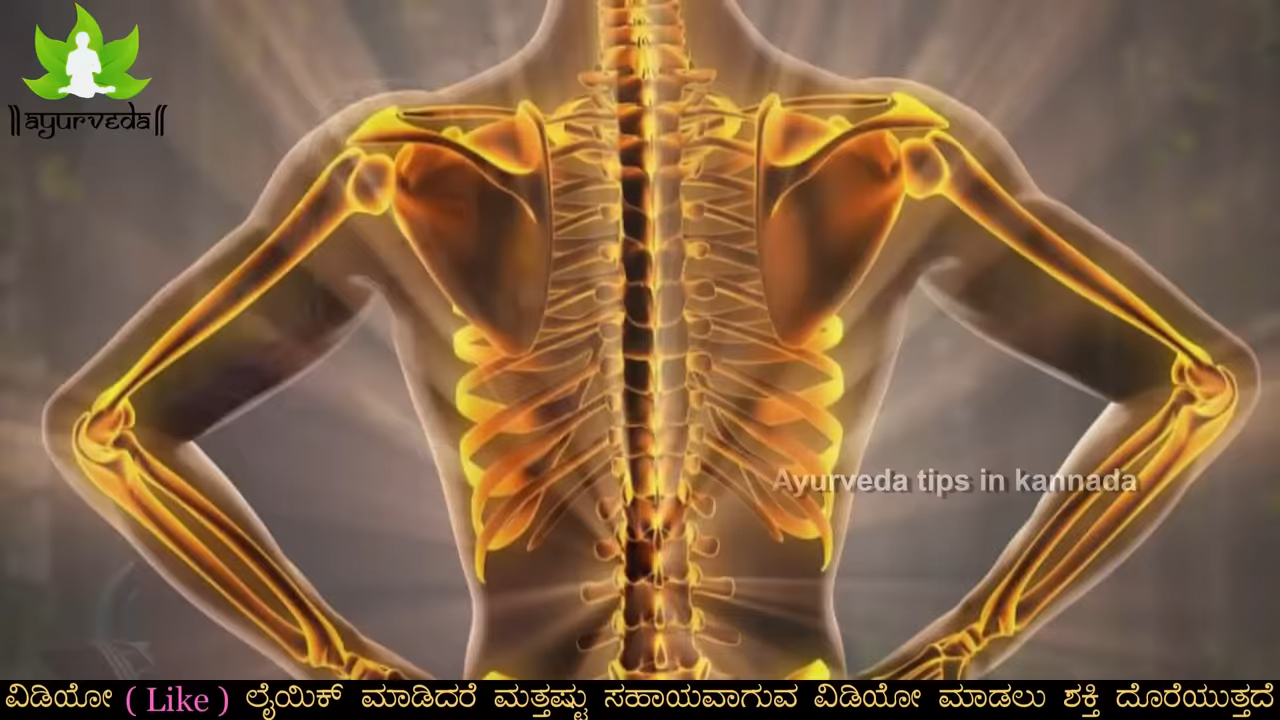 ||ayurveda||
Ayurveda tips in kannada
ವಿಡಿಯೋ ( Like ) ಲೈಯಿಕ್ ಮಾಡಿದರೆ ಮತ್ತಷ್ಟು ಸಹಾಯವಾಗುವ ವಿಡಿಯೋ ಮಾಡಲು ಶಕ್ತಿ ದೊರೆಯುತ್ತದೆ